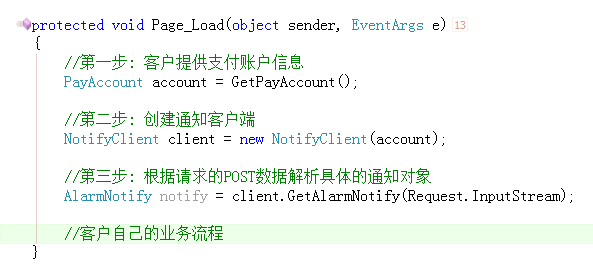 protected void Page_Load(object sender, EventArgs e) 13
{
//第一步: 客户提供支付账户信息
PayAccount account = GetPayAccount();
//第二步: 创建通知客户端
NotifyClient client = new NotifyClient(account);
//第三步: 根据请求的POST数据解析具体的通知对象
AlarmNotify notify = client.GetAlarmNotify(Request.InputStream);
//客户自己的业务流程
}